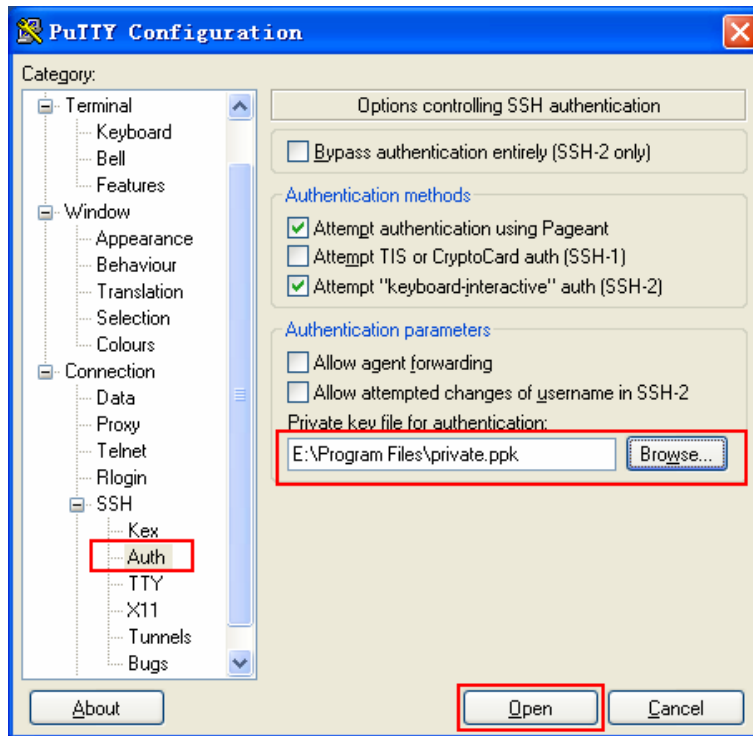 PuTTY Configuration
Category:
Terminal
Keyboard
Bell
Features
Window
Appearance
Behaviour
Translation
Selection
Colours
Connection
Data
Proxy
Telnet
Rlogin
SSH
Kex
Auth
TTY
X11
Tunnels
Bugs
Options controlling SSH authentication
Bypass authentication entirely (SSH-2 only)
Authentication methods
Attempt authentication using Pageant
Attempt TIS or CryptoCard auth (SSH-1)
Attempt "keyboard-interactive" auth (SSH-2)
Authentication parameters
Allow agent forwarding
Allow attempted changes of username in SSH-2
Private key file for authentication:
E:\Program Files\private.ppk
Browse...
About
Open
Cancel